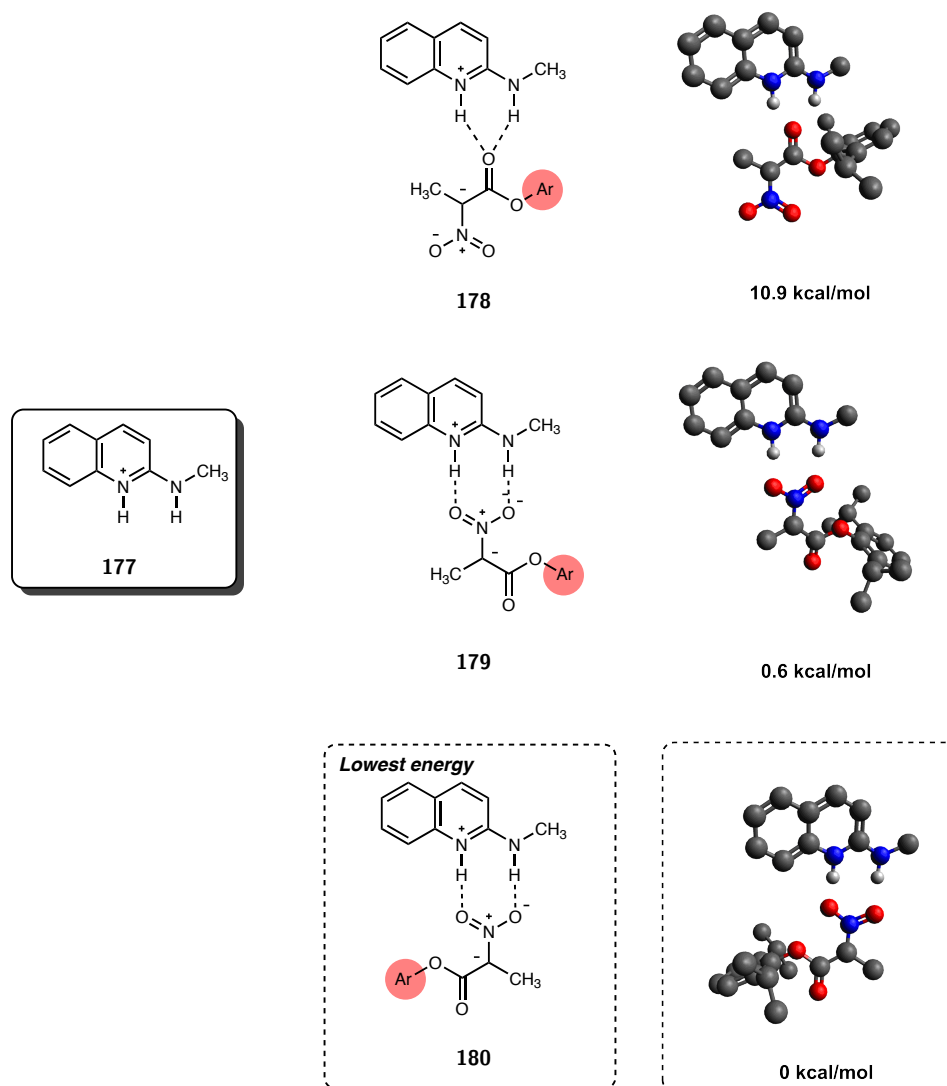 N
+
H
N
H
CH3
O
H3C
-
O
Ar
N
+
O
-
O
178
10.9 kcal/mol
N
+
H
N
H
CH3
177
N
+
H
N
H
CH3
O
N
+
O
-
-
H3C
O
O
Ar
179
0.6 kcal/mol
Lowest energy
N
+
H
N
H
CH3
O
N
+
O
-
Ar
O
-
O
CH3
180
0 kcal/mol